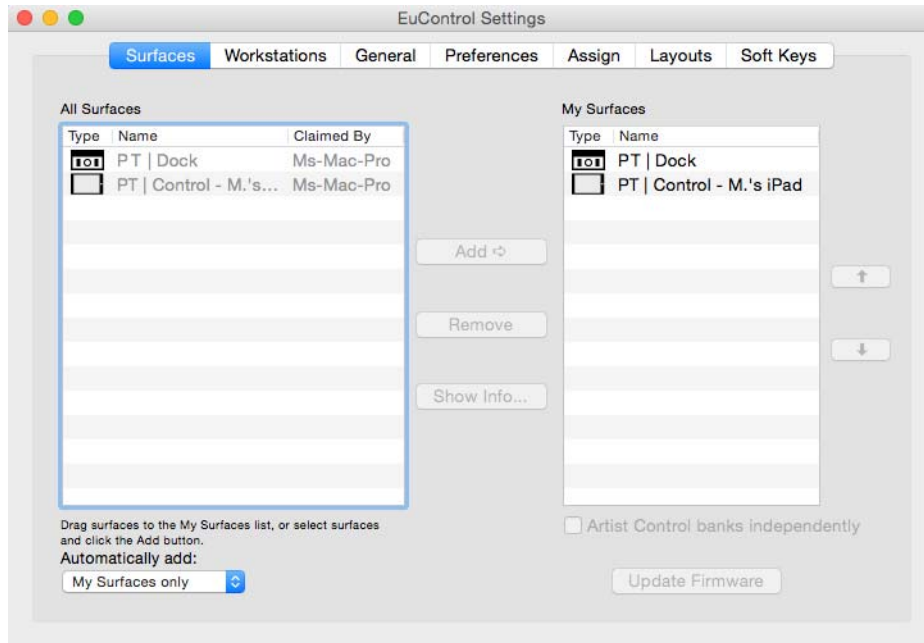 EuControl Settings
Surfaces Workstations General Preferences Assign Layouts Soft Keys
All Surfaces
Type Name Claimed By
PT | Dock Ms-Mac-Pro
PT | Control - M.'s... Ms-Mac-Pro
Add
Remove
Show Info...
Drag surfaces to the My Surfaces list, or select surfaces
and click the Add button.
Automatically add:
My Surfaces only
My Surfaces
Type Name
PT | Dock
PT | Control - M.'s iPad
Artist Control banks independently
Update Firmware